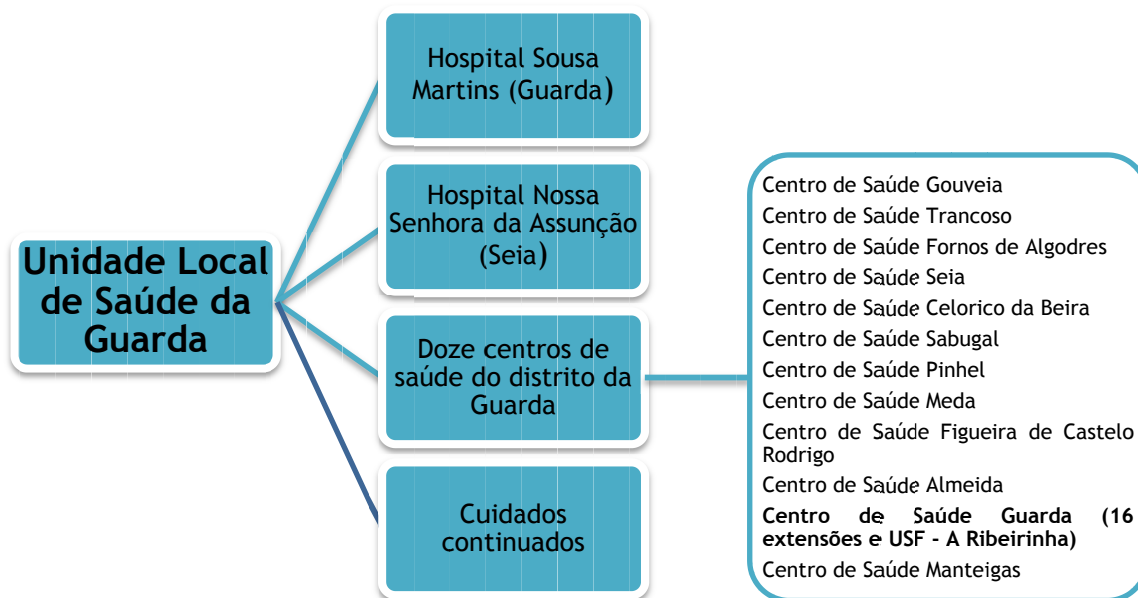 Unidade Local
de Saúde da
Guarda
Hospital Sousa
Martins (Guarda)
Hospital Nossa
Senhora da Assunção
(Seia)
Doze centros de
saúde do distrito da
Guarda
Cuidados
continuados
Centro de Saúde Gouveia
Centro de Saúde Trancoso
Centro de Saúde Fornos de Algodres
Centro de Saúde Seia
Centro de Saúde Celorico da Beira
Centro de Saúde Sabugal
Centro de Saúde Pinhel
Centro de Saúde Meda
Centro de Saúde Figueira de Castelo
Rodrigo
Centro de Saúde Almeida
Centro de Saúde Guarda (16
extensões e USF - A Ribeirinha)
Centro de Saúde Manteigas